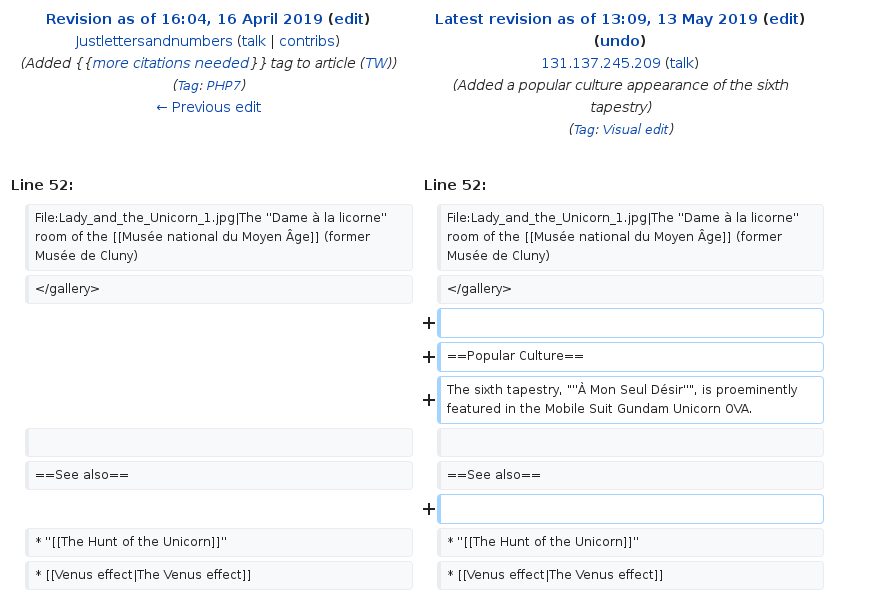 Revision as of 16:04, 16 April 2019 (edit)
Justlettersandnumbers (talk | contribs)
(Added {{more citations needed}} tag to article (TW))
(Tag: PHP7)
← Previous edit
Latest revision as of 13:09, 13 May 2019 (edit)
(undo)
131.137.245.209 (talk)
(Added a popular culture appearance of the sixth
tapestry)
(Tag: Visual edit)
Line 52:
Line 52:
File:Lady_and_the_Unicorn_1.jpg|The ''Dame à la licorne''
room of the [[Musée national du Moyen Âge]] (former
Musée de Cluny)
File:Lady_and_the_Unicorn_1.jpg|The ''Dame à la licorne''
room of the [[Musée national du Moyen Âge]] (former
Musée de Cluny)
</gallery>
</gallery>
+
+ ==Popular Culture==
+ The sixth tapestry, "''À Mon Seul Désir''", is proeminently
featured in the Mobile Suit Gundam Unicorn OVA.
==See also==
==See also==
+
* ''[[The Hunt of the Unicorn]]''
* ''[[The Hunt of the Unicorn]]''
* [[Venus effect|The Venus effect]]
* [[Venus effect|The Venus effect]]